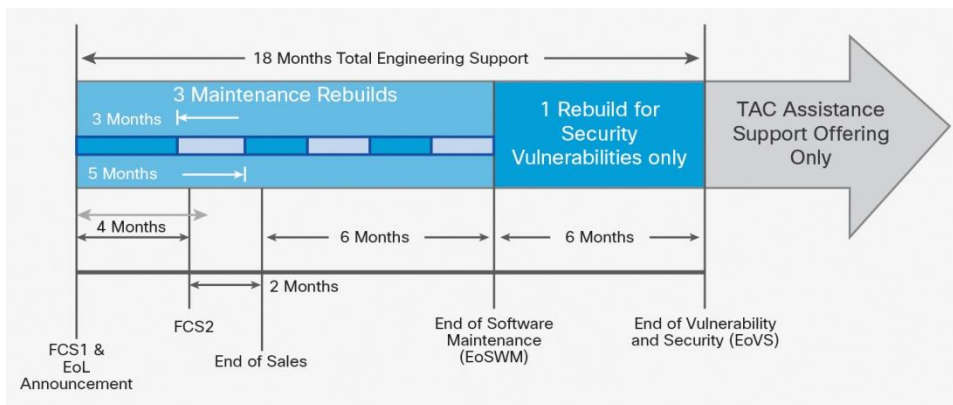 18 Months Total Engineering Support
3 Maintenance Rebuilds
3 Months
5 Months
1 Rebuild for
Security
Vulnerabilities only
TAC Assistance
Support Offering
Only
4 Months
6 Months
6 Months
2 Months
FCS1 &
EoL
Announcement
FCS2
End of Sales
End of Software
Maintenance
(EoSWM)
End of Vulnerability
and Security (EoVS)